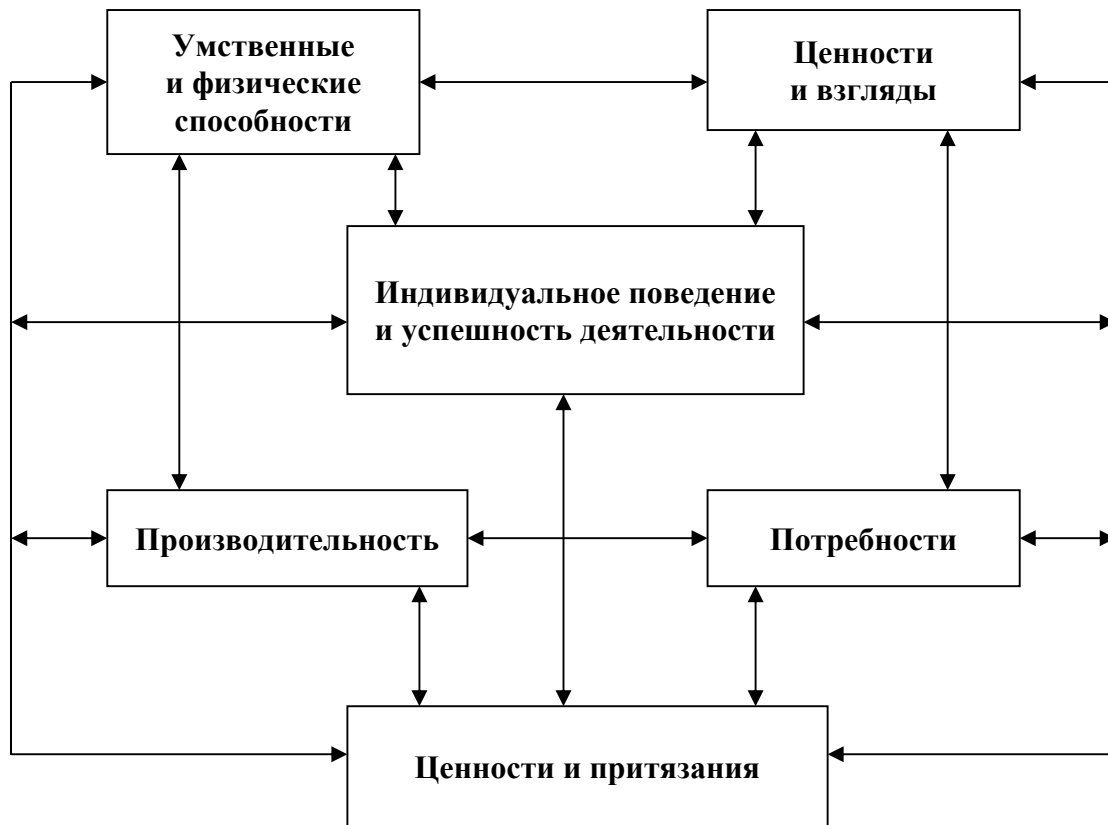 Умственные
и физические
способности
Ценности
и взгляды
Индивидуальное поведение
и успешность деятельности
Производительность
Потребности
Ценности и притязания